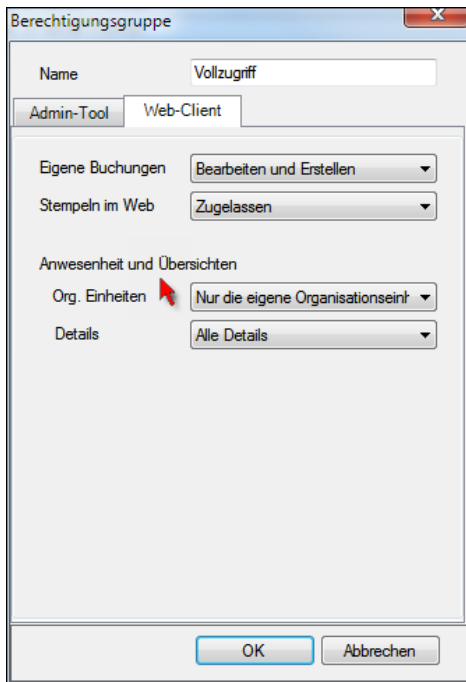 Berechtigungsgruppe
Name Vollzugriff
Admin-Tool Web-Client
Eigene Buchungen Bearbeiten und Erstellen
Stempeln im Web Zugelassen
Anwesenheit und Übersichten
Org. Einheiten Nur die eigene Organisationseinh
Details Alle Details
OK Abbrechen